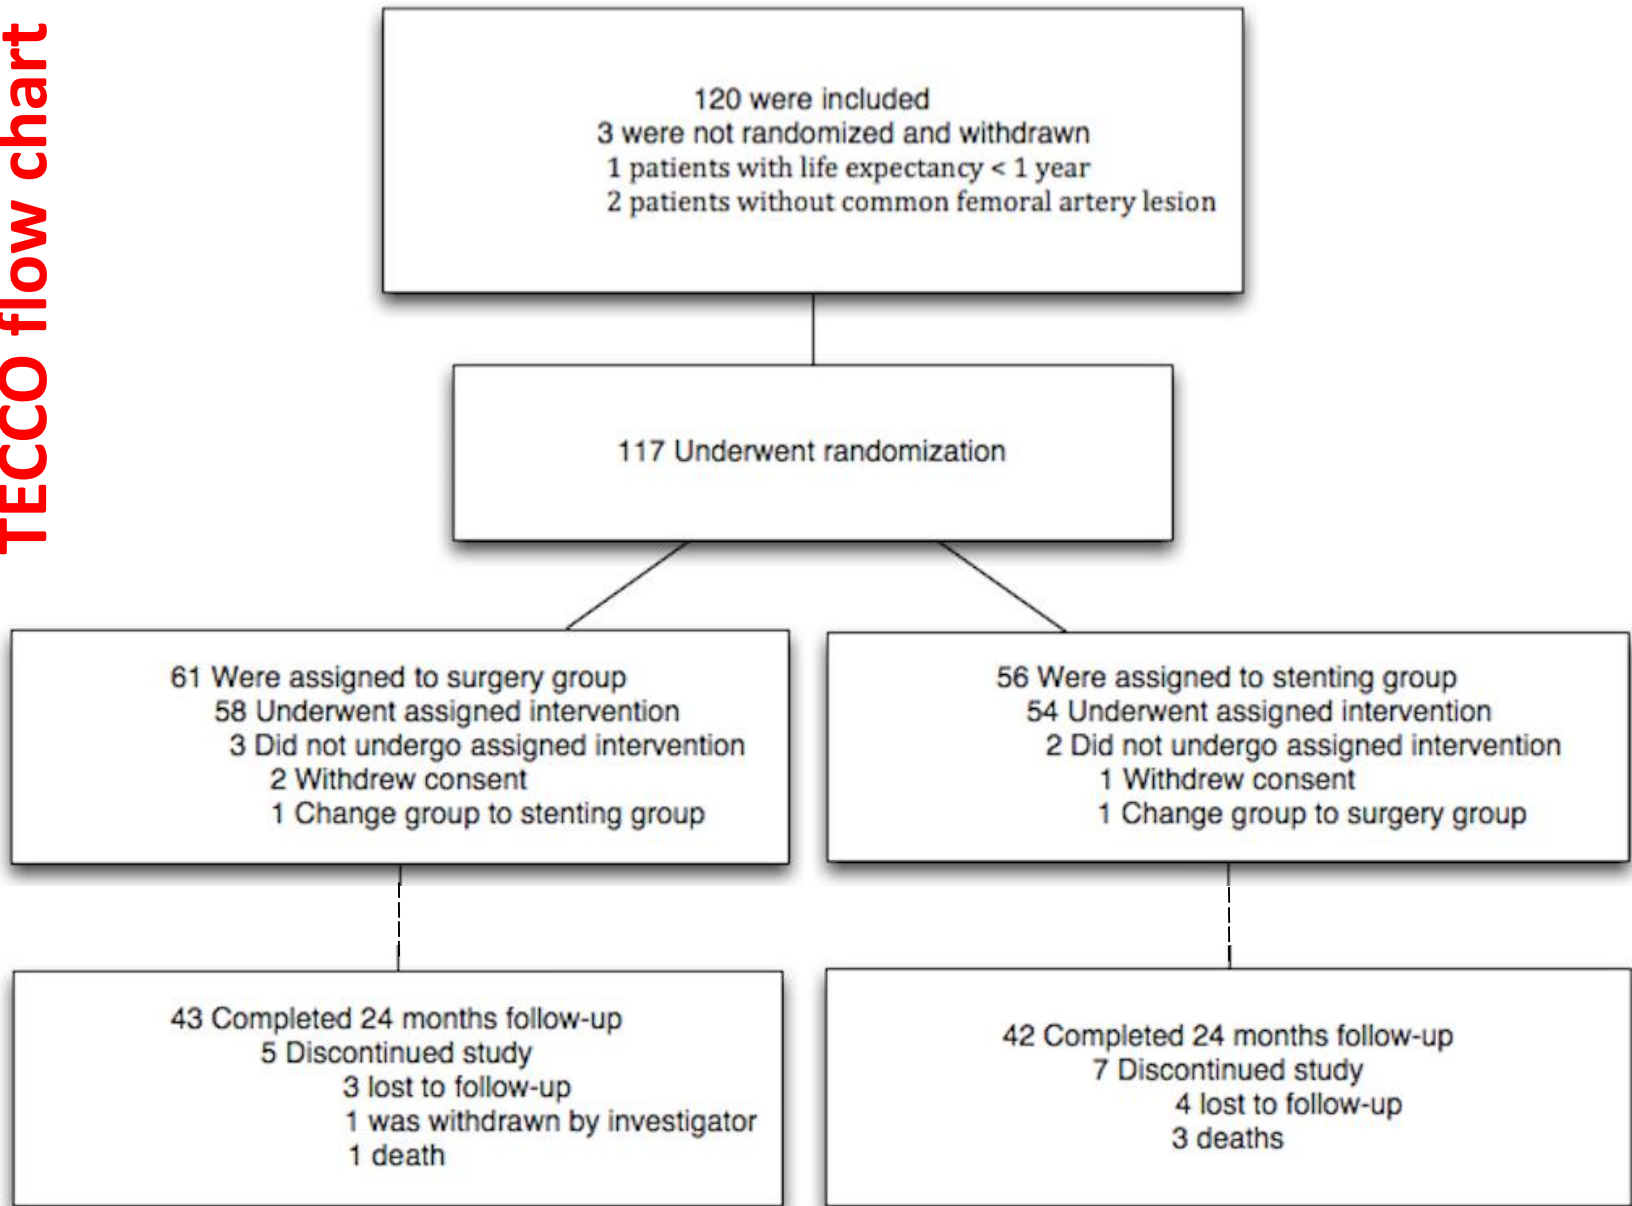 TECCO flow chart
120 were included
3 were not randomized and withdrawn
1 patients with life expectancy < 1 year
2 patients without common femoral artery lesion
117 Underwent randomization
61 Were assigned to surgery group
58 Underwent assigned intervention
3 Did not undergo assigned intervention
2 Withdrew consent
1 Change group to stenting group
56 Were assigned to stenting group
54 Underwent assigned intervention
2 Did not undergo assigned intervention
1 Withdrew consent
1 Change group to surgery group
43 Completed 24 months follow-up
5 Discontinued study
3 lost to follow-up
1 was withdrawn by investigator
1 death
42 Completed 24 months follow-up
7 Discontinued study
4 lost to follow-up
3 deaths